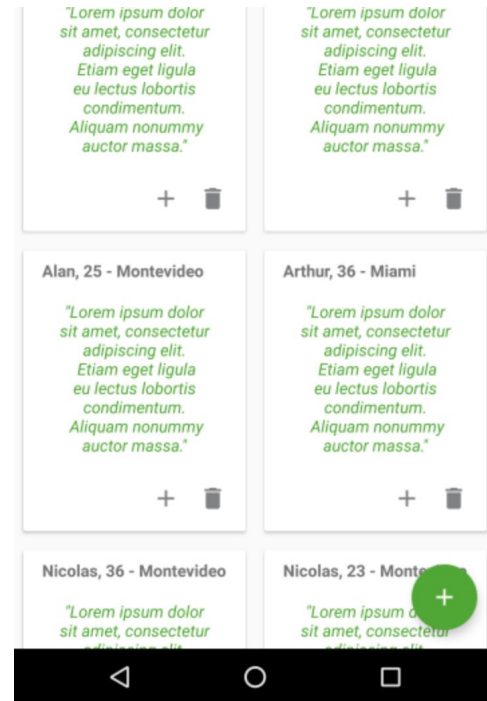 "Lorem ipsum dolor
sit amet, consectetur
adipiscing elit.
Etiam eget ligula
eu lectus lobortis
condimentum.
Aliquam nonummy
auctor massa."
"Lorem ipsum dolor
sit amet, consectetur
adipiscing elit.
Etiam eget ligula
eu lectus lobortis
condimentum.
Aliquam nonummy
auctor massa."
Alan, 25 - Montevideo
"Lorem ipsum dolor
sit amet, consectetur
adipiscing elit.
Etiam eget ligula
eu lectus lobortis
condimentum.
Aliquam nonummy
auctor massa."
Arthur, 36 - Miami
"Lorem ipsum dolor
sit amet, consectetur
adipiscing elit.
Etiam eget ligula
eu lectus lobortis
condimentum.
Aliquam nonummy
auctor massa."
Nicolas, 36 - Montevideo
"Lorem ipsum dolor
sit amet, consectetur
Nicolas, 23 -
"Lorem ipsum
sit amet,